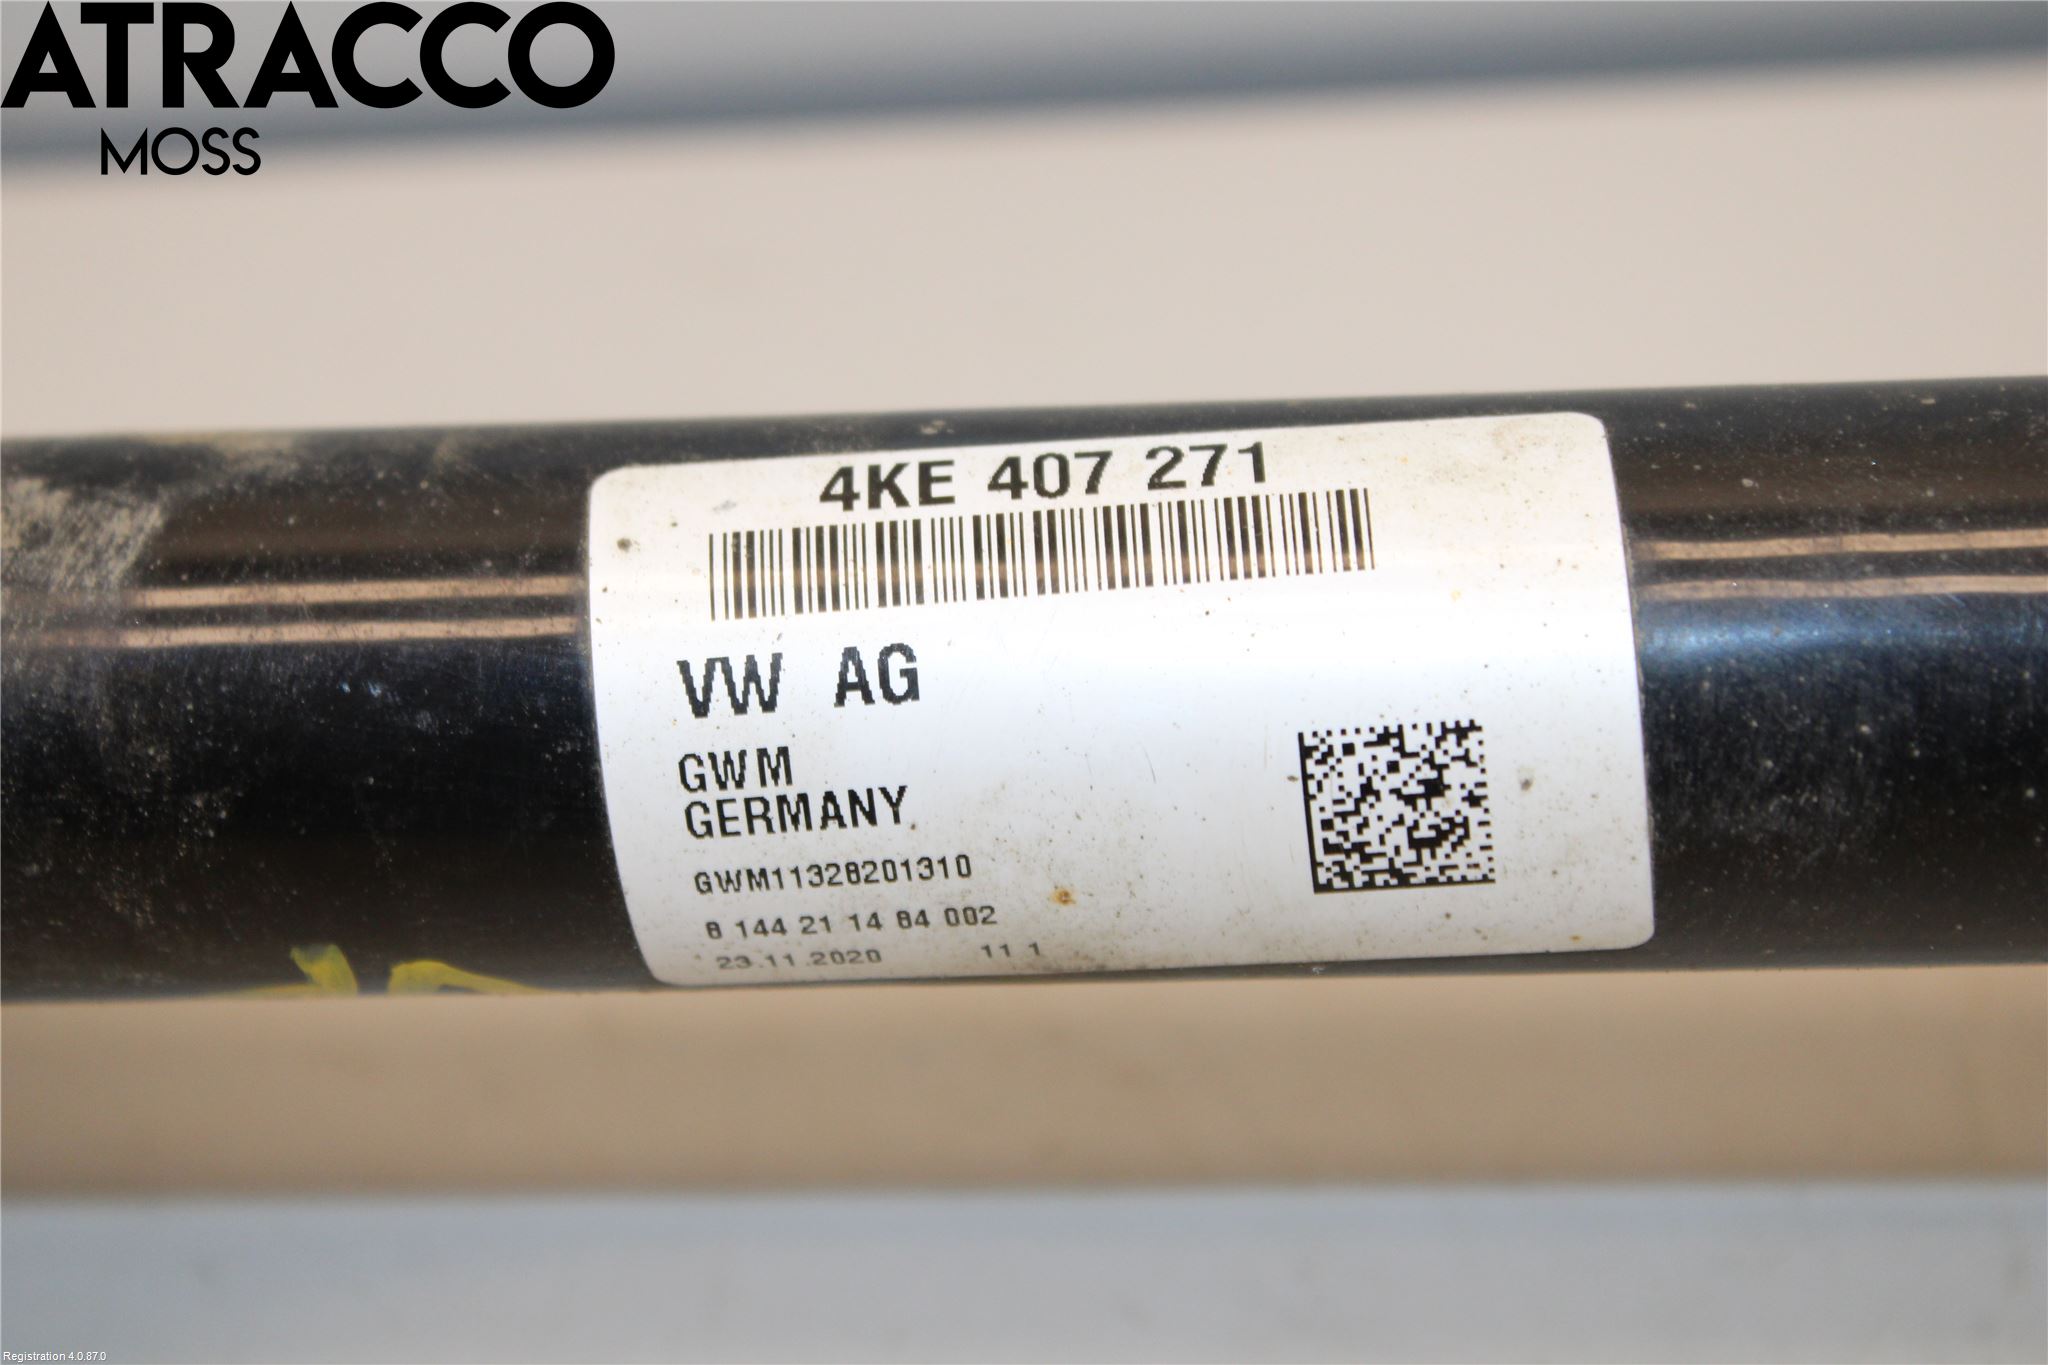 ATRACCO
MOSS
4KE 407 271
VW AG
GWM
GERMANY
GWM11328201310
8 144 21 14 84 002
23.11.2020 11 1
Registration 4.0.87.0